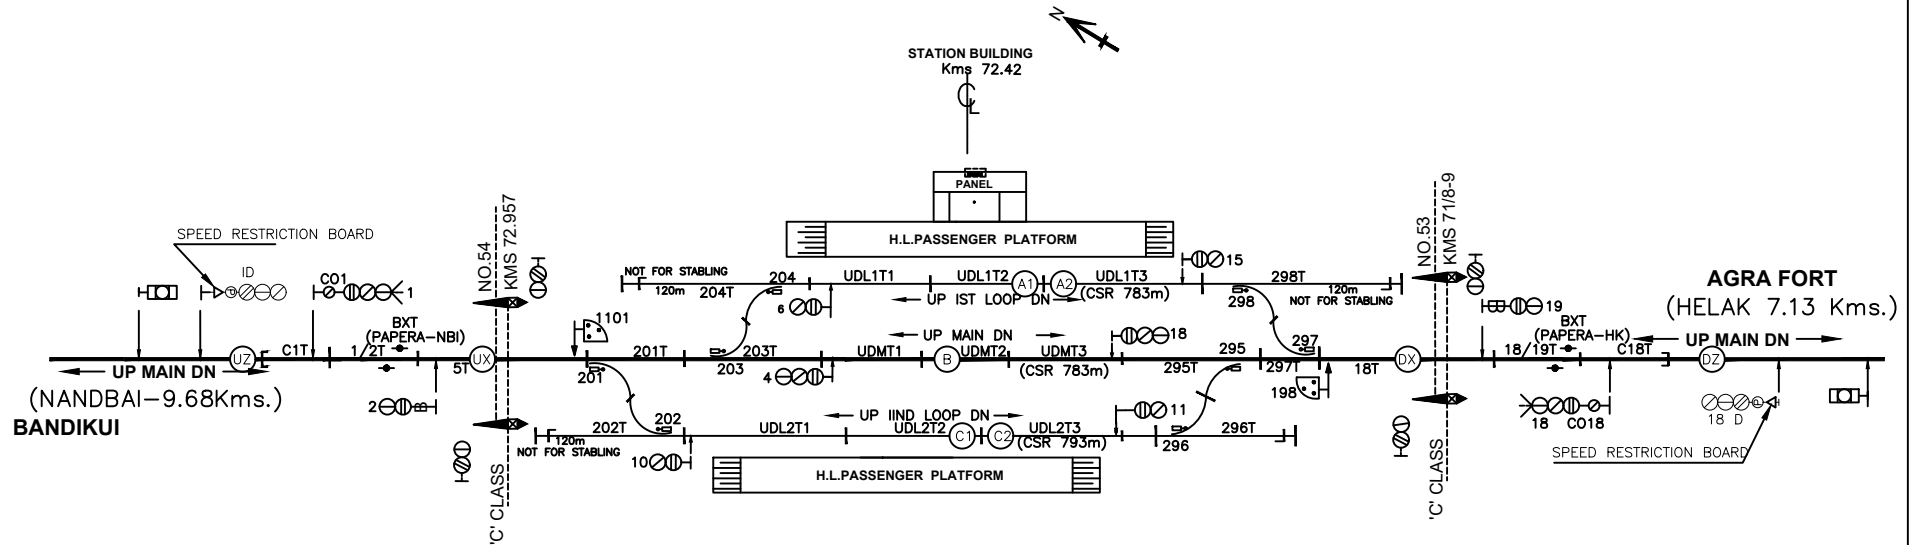 N
STATION BUILDING
Kms 72.42
CL
PANEL
H.L.PASSENGER PLATFORM
SPEED RESTRICTION BOARD
ID
CO1
1
NO.54
KMS 72.957
NOT FOR STABLING
120m
204T
204
UDL1T1
UDL1T2
A1
A2
UDL1T3
(CSR 783m)
15
298T
298
120m
NOT FOR STABLING
UP IST LOOP DN
6
NO.53
KMS 71/8-9
19
AGRA FORT
(HELAK 7.13 Kms.)
BXT
(PAPERA-NBI)
1101
UP MAIN DN
18
BXT
(PAPERA-HK)
UP MAIN DN
UZ
C1T
1/2T
UX
5T
201
201T
203T
203
UDMT1
B
UDMT2
UDMT3
(CSR 783m)
295
295T
297
297T
18T
DX
18/19T
C18T
DZ
UP MAIN DN
(NANDBAI-9.68Kms.)
BANDIKUI
2
B
4
198
18
CO18
18 D
SPEED RESTRICTION BOARD
UP IIND LOOP DN
11
202T
120m
NOT FOR STABLING
202
UDL2T1
UDL2T2
C1
C2
UDL2T3
(CSR 793m)
296
296T
10
H.L.PASSENGER PLATFORM
'C' CLASS
'C' CLASS